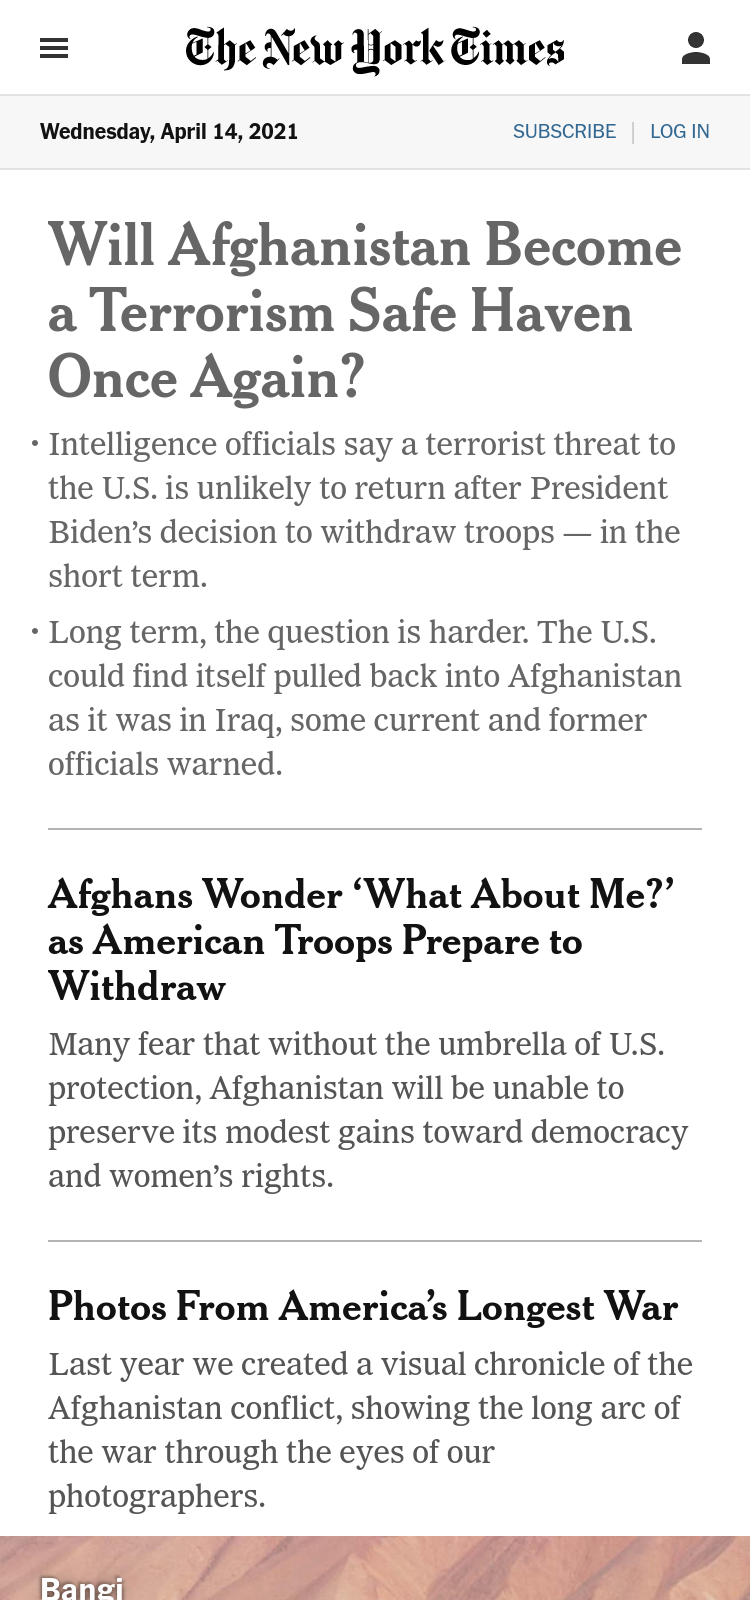 The New York Times
Wednesday, April 14, 2021
SUBSCRIBE | LOG IN
Will Afghanistan Become
a Terrorism Safe Haven
Once Again?
• Intelligence officials say a terrorist threat to
the U.S. is unlikely to return after President
Biden’s decision to withdraw troops — in the
short term.
• Long term, the question is harder. The U.S.
could find itself pulled back into Afghanistan
as it was in Iraq, some current and former
officials warned.
Afghans Wonder ‘What About Me?’
as American Troops Prepare to
Withdraw
Many fear that without the umbrella of U.S.
protection, Afghanistan will be unable to
preserve its modest gains toward democracy
and women’s rights.
Photos From America’s Longest War
Last year we created a visual chronicle of the
Afghanistan conflict, showing the long arc of
the war through the eyes of our
photographers.
Bangi